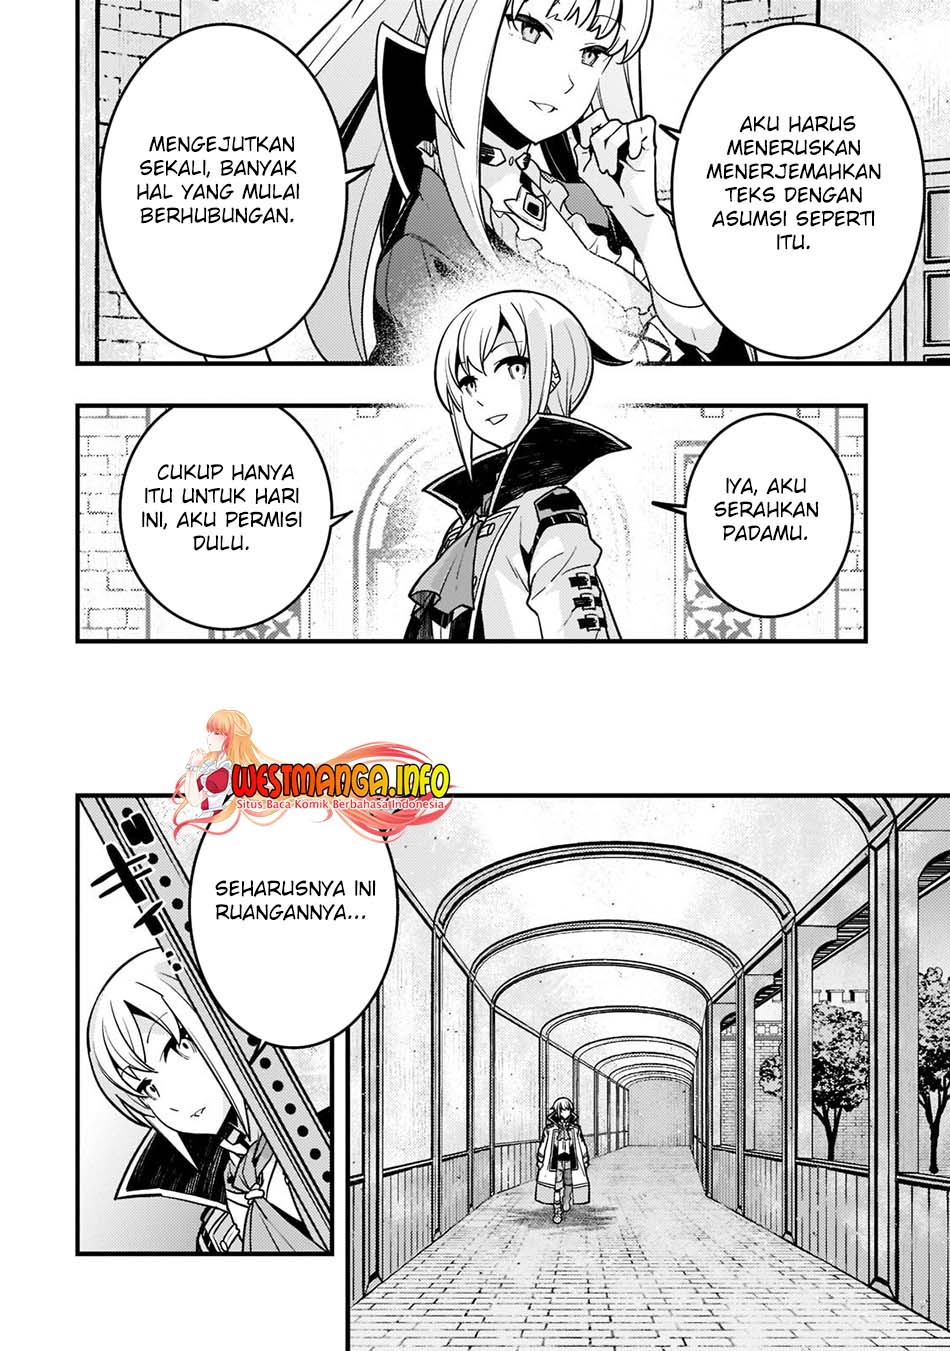 AKU HARUS
MENERUSKAN
MENERJEMAHKAN
TEKS DENGAN
ASUMSI SEPERTI
ITU.
MENGEJUTKAN
SEKALI, BANYAK
HAL YANG MULAI
BERHUBUNGAN.
IYA, AKU
SERAHKAN
PADAMU.
CUKUP HANYA
ITU UNTUK HARI
INI, AKU PERMISI
DULU.
WESTMANGA.INFO
Situs Baca Komik Berbahasa Indonesia
SEHARUSNYA INI
RUANGANNYA...